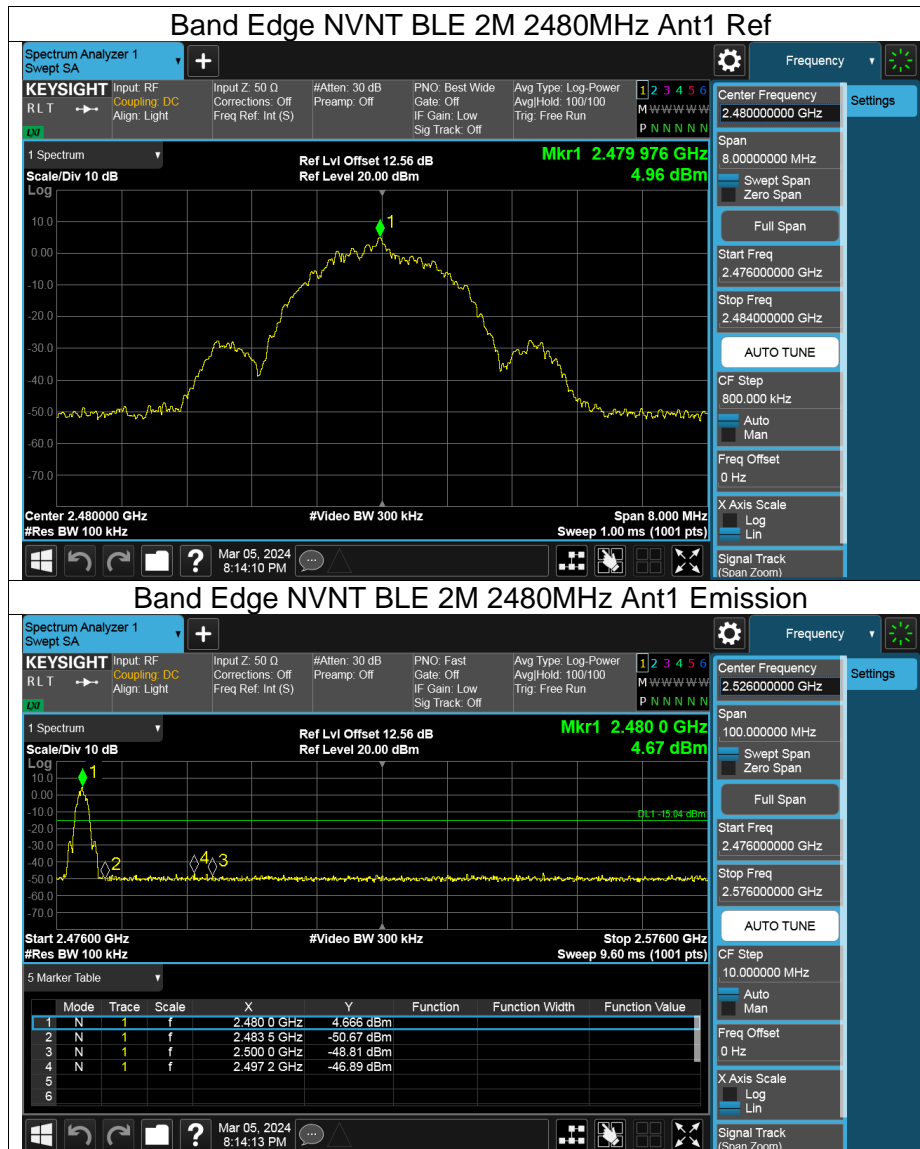 Band Edge NVNT BLE 2M 2480MHz Ant1 Ref
Spectrum Analyzer 1
Swept SA
+
Frequency
KEYSIGHT Input: RF Input Z: 50 Ω #Atten: 30 dB PNO: Best Wide Avg Type: Log-Power 1 2 3 4 5 6
RLT Coupling: DC Corrections: Off Preamp: Off Gate: Off Avg|Hold: 100/100 M W W W W W
Align: Light Freq Ref: Int (S) IF Gain: Low Trig: Free Run
LXI Sig Track: Off P N N N N N
Center Frequency
2.480000000 GHz
Settings
1 Spectrum
Scale/Div 10 dB
Ref Lvl Offset 12.56 dB
Ref Level 20.00 dBm
Mkr1 2.479 976 GHz
4.96 dBm
Log
10.0
0.00
-10.0
-20.0
-30.0
-40.0
-50.0
-60.0
-70.0
1
Span
8.00000000 MHz
Swept Span
Zero Span
Full Span
Start Freq
2.476000000 GHz
Stop Freq
2.484000000 GHz
AUTO TUNE
CF Step
800.000 kHz
Auto
Man
Freq Offset
0 Hz
X Axis Scale
Log
Lin
Signal Track
(Span Zoom)
Center 2.480000 GHz #Video BW 300 kHz Span 8.000 MHz
#Res BW 100 kHz Sweep 1.00 ms (1001 pts)
? Mar 05, 2024
8:14:10 PM
Band Edge NVNT BLE 2M 2480MHz Ant1 Emission
Spectrum Analyzer 1
Swept SA
+
Frequency
KEYSIGHT Input: RF Input Z: 50 Ω #Atten: 30 dB PNO: Fast Avg Type: Log-Power 1 2 3 4 5 6
RLT Coupling: DC Corrections: Off Preamp: Off Gate: Off Avg|Hold: 100/100 M W W W W W
Align: Light Freq Ref: Int (S) IF Gain: Low Trig: Free Run
LXI Sig Track: Off P N N N N N
Center Frequency
2.526000000 GHz
Settings
1 Spectrum
Scale/Div 10 dB
Ref Lvl Offset 12.56 dB
Ref Level 20.00 dBm
Mkr1 2.480 0 GHz
4.67 dBm
Log
10.0
0.00
-10.0
-20.0
-30.0
-40.0
-50.0
-60.0
-70.0
1
2
4
3
DL1 -15.04 dBm
Span
100.000000 MHz
Swept Span
Zero Span
Full Span
Start Freq
2.476000000 GHz
Stop Freq
2.576000000 GHz
AUTO TUNE
CF Step
10.000000 MHz
Auto
Man
Freq Offset
0 Hz
X Axis Scale
Log
Lin
Signal Track
(Span Zoom)
Start 2.47600 GHz #Video BW 300 kHz Stop 2.57600 GHz
#Res BW 100 kHz Sweep 9.60 ms (1001 pts)
5 Marker Table
Mode Trace Scale X Y Function Function Width Function Value
1 N 1 f 2.480 0 GHz 4.666 dBm
2 N 1 f 2.483 5 GHz -50.67 dBm
3 N 1 f 2.500 0 GHz -48.81 dBm
4 N 1 f 2.497 2 GHz -46.89 dBm
5
6
? Mar 05, 2024
8:14:13 PM